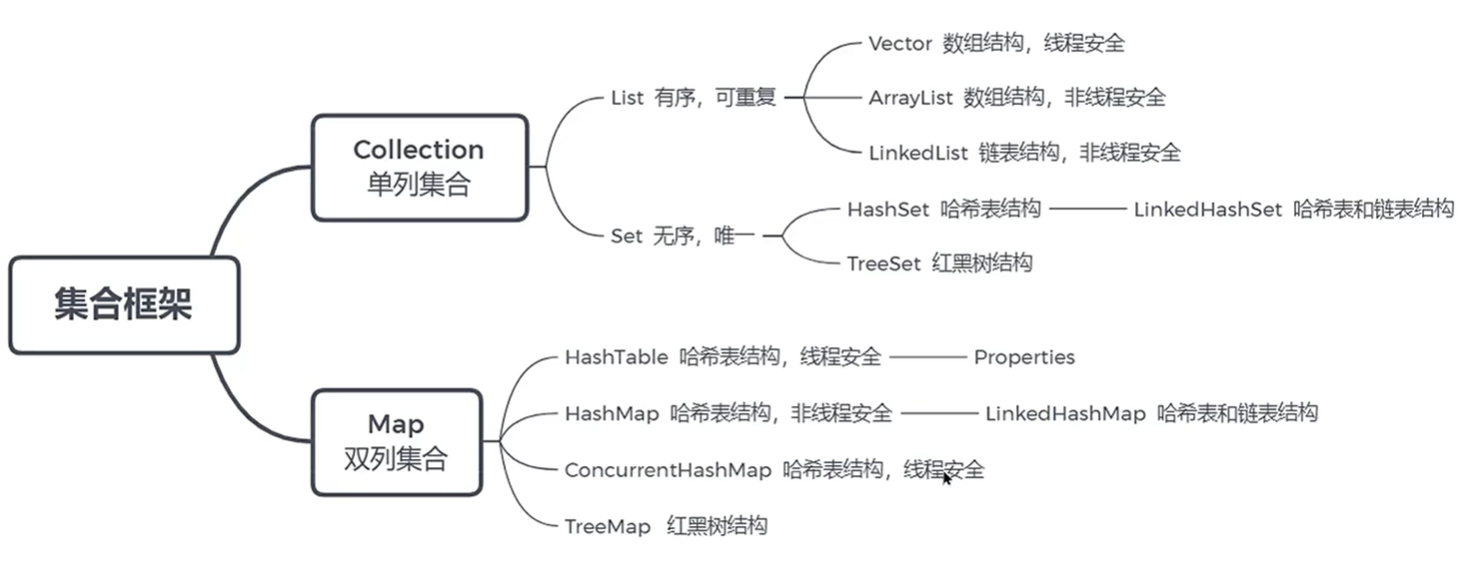 集合框架
Collection
单列集合
List 有序，可重复
Vector 数组结构，线程安全
ArrayList 数组结构，非线程安全
LinkedList 链表结构，非线程安全
Set 无序，唯一
HashSet 哈希表结构
LinkedHashSet 哈希表和链表结构
TreeSet 红黑树结构
Map
双列集合
HashTable 哈希表结构，线程安全
Properties
HashMap 哈希表结构，非线程安全
LinkedHashMap 哈希表和链表结构
ConcurrentHashMap 哈希表结构，线程安全
TreeMap 红黑树结构